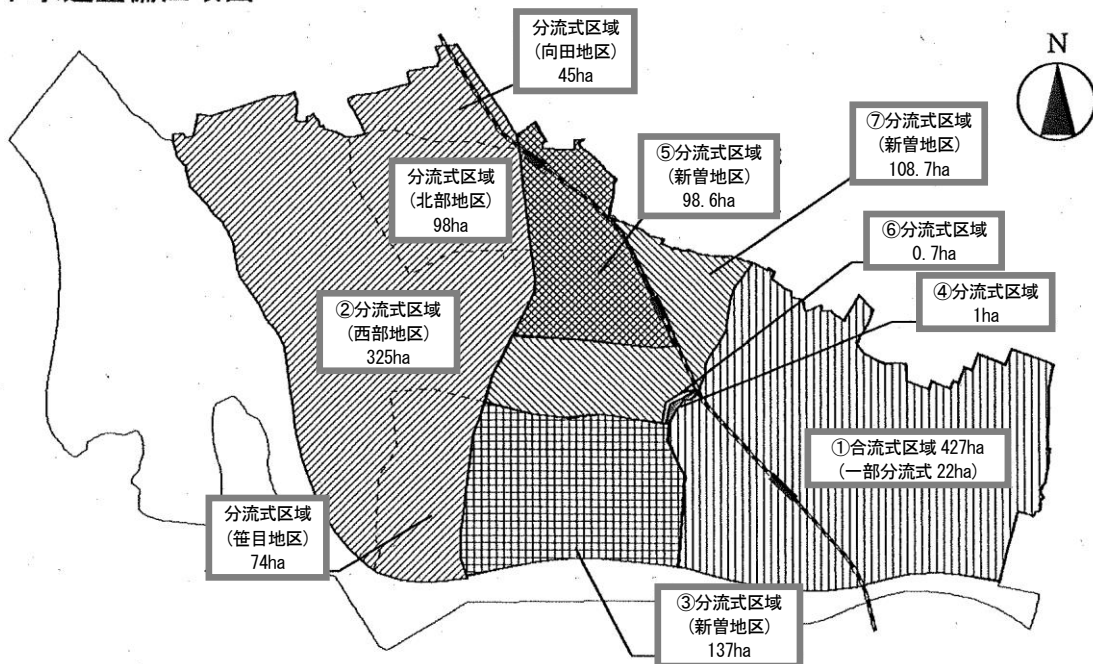 分流式区域
(向田地区)
45ha
N
⑦分流式区域
(新曽地区)
108.7ha
⑤分流式区域
(新曽地区)
98.6ha
分流式区域
(北部地区)
98ha
⑥分流式区域
0.7ha
④分流式区域
1ha
②分流式区域
(西部地区)
325ha
①合流式区域 427ha
(一部分流式 22ha)
分流式区域
(笹目地区)
74ha
③分流式区域
(新曽地区)
137ha